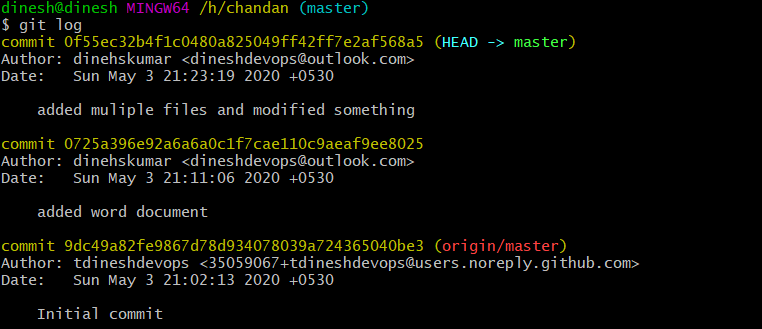 dinesh@dinesh MINGW64 /h/chandan (master)
$ git log
commit 0f55ec32b4f1c0480a825049ff42ff7e2af568a5 (HEAD -> master)
Author: dinehskumar <dineshdevops@outlook.com>
Date:   Sun May 3 21:23:19 2020 +0530
added muliple files and modified something
commit 0725a396e92a6a6a0c1f7cae110c9aeaf9ee8025
Author: dinehskumar <dineshdevops@outlook.com>
Date:   Sun May 3 21:11:06 2020 +0530
added word document
commit 9dc49a82fe9867d78d934078039a724365040be3 (origin/master)
Author: tdineshdevops <35059067+tdineshdevops@users.noreply.github.com>
Date:   Sun May 3 21:02:13 2020 +0530
Initial commit